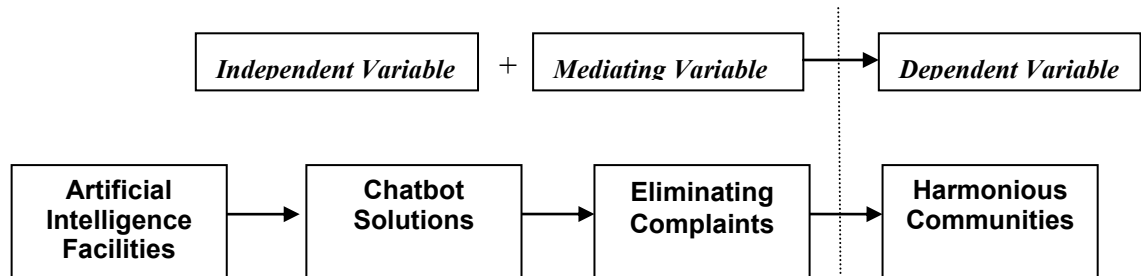 Independent Variable + Mediating Variable Dependent Variable
Artificial
Intelligence
Facilities
Chatbot
Solutions
Eliminating
Complaints
Harmonious
Communities